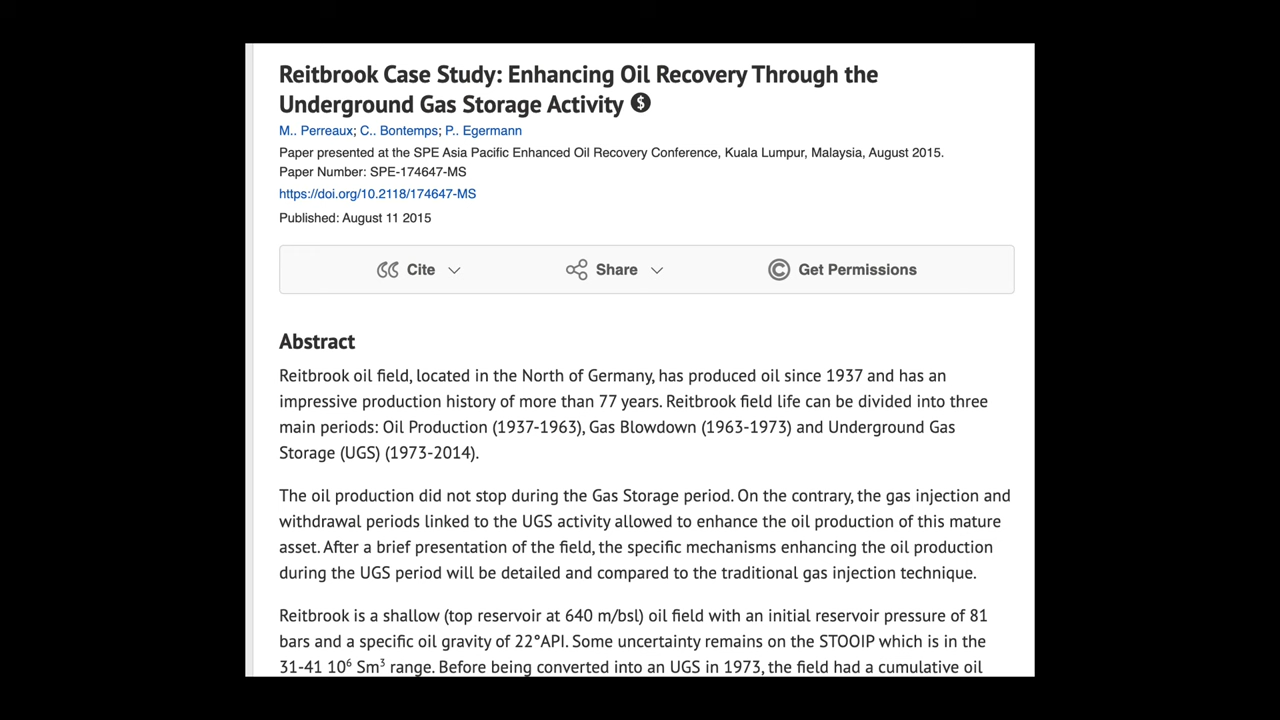 Reitbrook Case Study: Enhancing Oil Recovery Through the
Underground Gas Storage Activity $
M.. Perreaux; C.. Bontemps; P.. Egermann
Paper presented at the SPE Asia Pacific Enhanced Oil Recovery Conference, Kuala Lumpur, Malaysia, August 2015.
Paper Number: SPE-174647-MS
https://doi.org/10.2118/174647-MS
Published: August 11 2015
Cite Share Get Permissions
Abstract
Reitbrook oil field, located in the North of Germany, has produced oil since 1937 and has an
impressive production history of more than 77 years. Reitbrook field life can be divided into three
main periods: Oil Production (1937-1963), Gas Blowdown (1963-1973) and Underground Gas
Storage (UGS) (1973-2014).
The oil production did not stop during the Gas Storage period. On the contrary, the gas injection and
withdrawal periods linked to the UGS activity allowed to enhance the oil production of this mature
asset. After a brief presentation of the field, the specific mechanisms enhancing the oil production
during the UGS period will be detailed and compared to the traditional gas injection technique.
Reitbrook is a shallow (top reservoir at 640 m/bsl) oil field with an initial reservoir pressure of 81
bars and a specific oil gravity of 22°API. Some uncertainty remains on the STOOIP which is in the
31-41 10⁶ Sm³ range. Before being converted into an UGS in 1973, the field had a cumulative oil